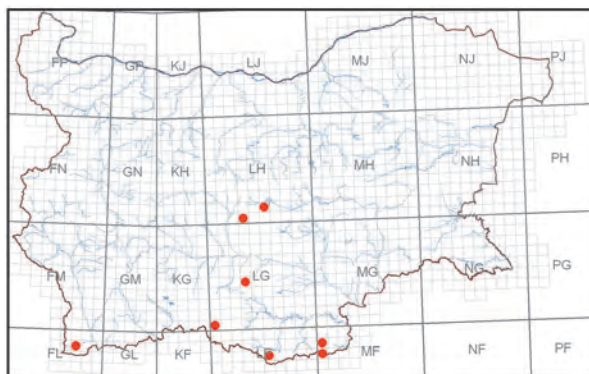 FP GP KJ LJ MJ NJ PJ
FN GN KH LH MH NH PH
FM GM KG LG MG NG PG
FL GL KF LF MF NF PF